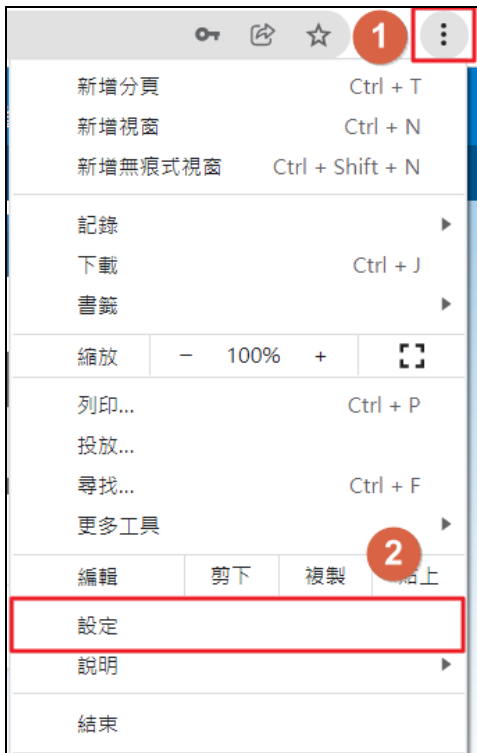 1
新增分頁 Ctrl + T
新增視窗 Ctrl + N
新增無痕式視窗 Ctrl + Shift + N
記錄
下載 Ctrl + J
書籤
縮放 − 100% +
列印... Ctrl + P
投放...
尋找... Ctrl + F
更多工具
2
編輯 剪下 複製 貼上
設定
說明
結束